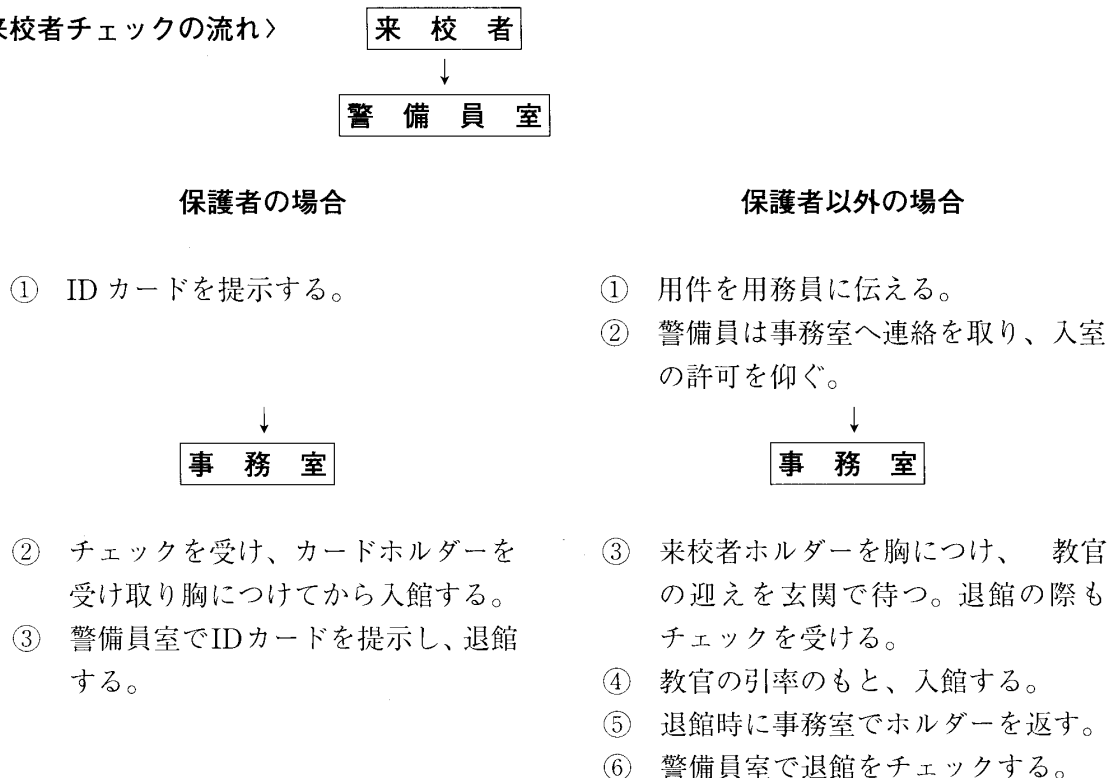 校者チェックの流れ〉
来校者
↓
警備員室
保護者の場合
① IDカードを提示する。
↓
事務室
② チェックを受け、カードホルダーを
受け取り胸につけてから入館する。
③ 警備員室でIDカードを提示し、退館
する。
保護者以外の場合
① 用件を用務員に伝える。
② 警備員は事務室へ連絡を取り、入室
の許可を仰ぐ。
↓
事務室
③ 来校者ホルダーを胸につけ、 教官
の迎えを玄関で待つ。退館の際も
チェックを受ける。
④ 教官の引率のもと、入館する。
⑤ 退館時に事務室でホルダーを返す。
⑥ 警備員室で退館をチェックする。